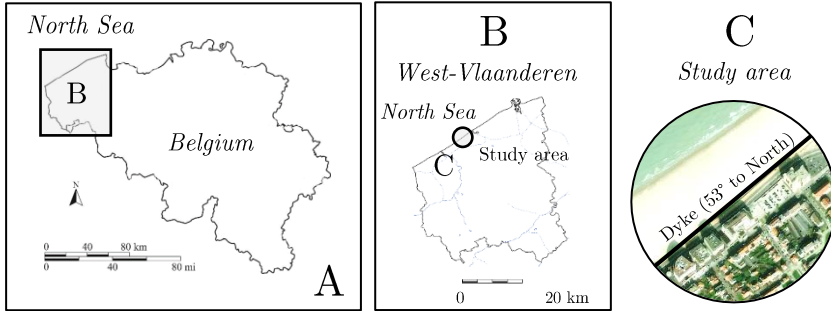 North Sea
B
Belgium
N
0 40 80 km
0 40 80 mi
A
B
West-Vlaanderen
North Sea
C
Study area
0 20 km
C
Study area
Dyke (53° to North)